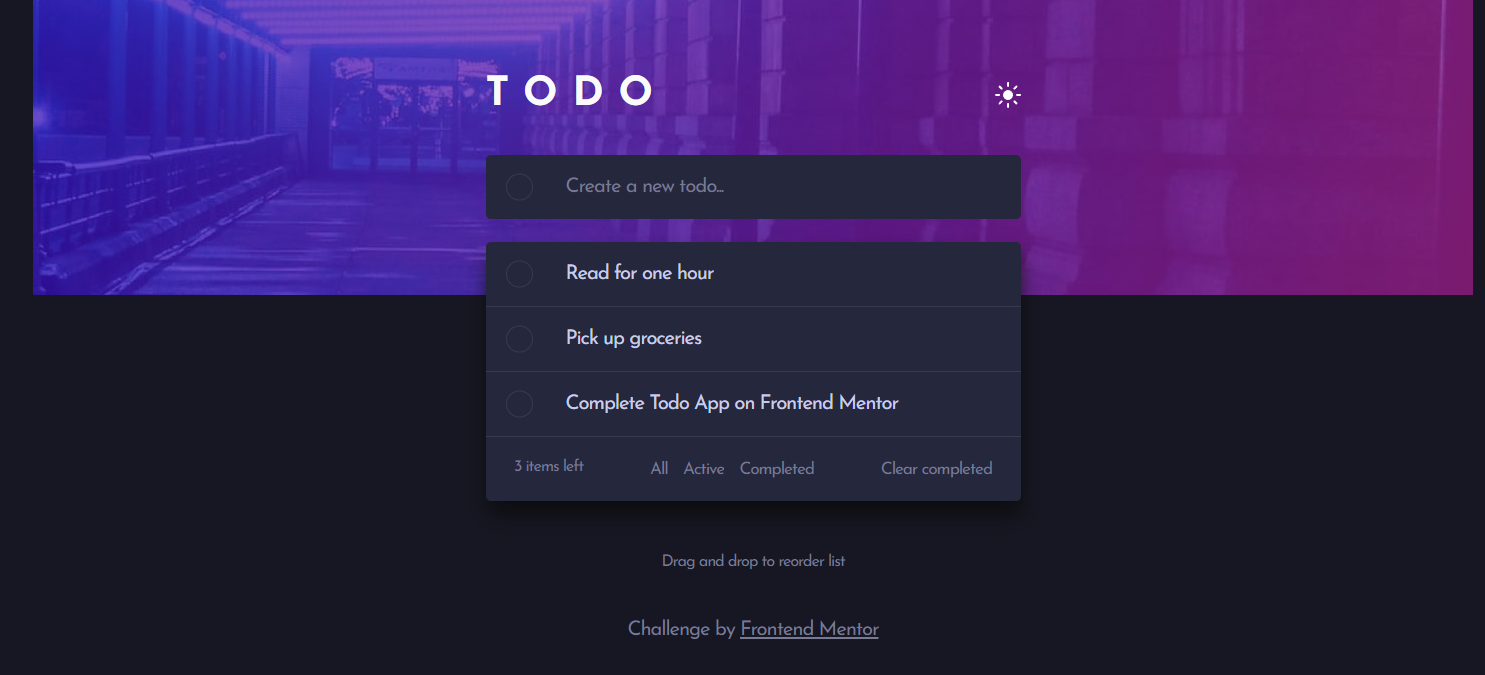 TODO
Create a new todo...
Read for one hour
Pick up groceries
Complete Todo App on Frontend Mentor
3 items left All Active Completed Clear completed
Drag and drop to reorder list
Challenge by Frontend Mentor